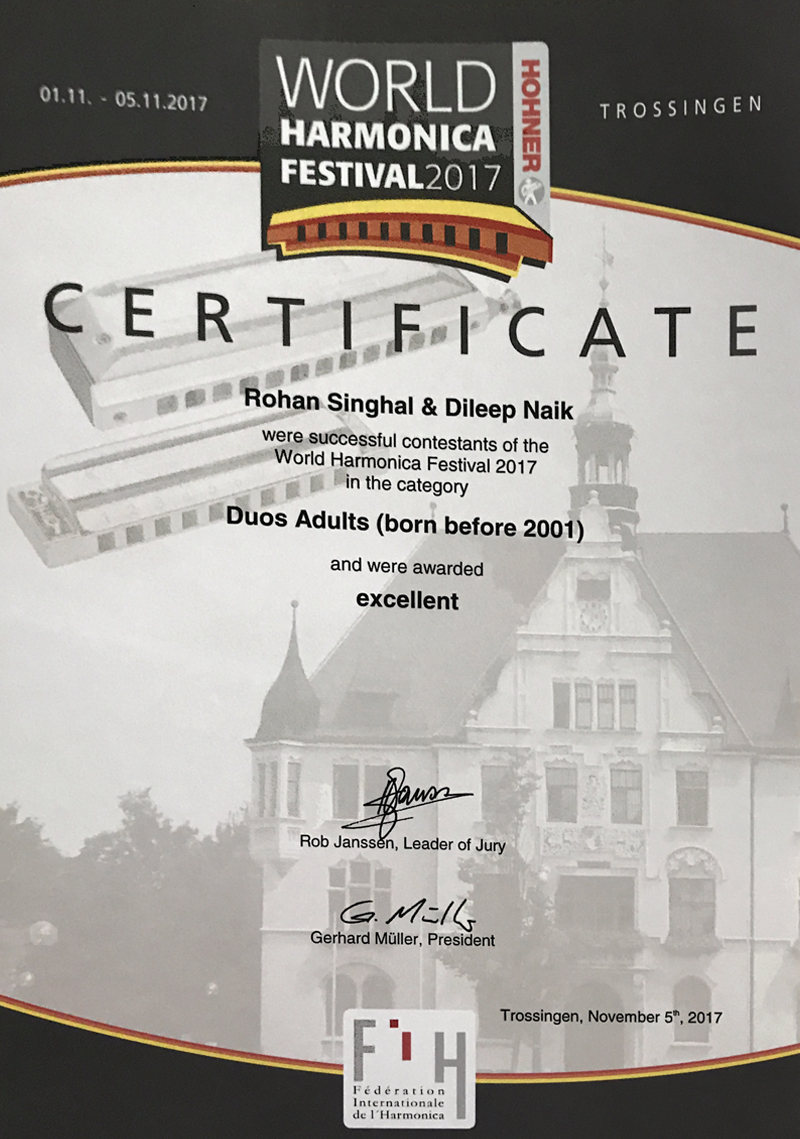 01.11. - 05.11.2017
WORLD
HARMONICA
FESTIVAL2017
HOHNER
TROSSINGEN
CERTIFICATE
Rohan Singhal & Dileep Naik
were successful contestants of the
World Harmonica Festival 2017
in the category
Duos Adults (born before 2001)
and were awarded
excellent
Rob Janssen, Leader of Jury
G. Müller
Gerhard Müller, President
Trossingen, November 5th, 2017
FIH
Fédération
Internationale
de l'Harmonica